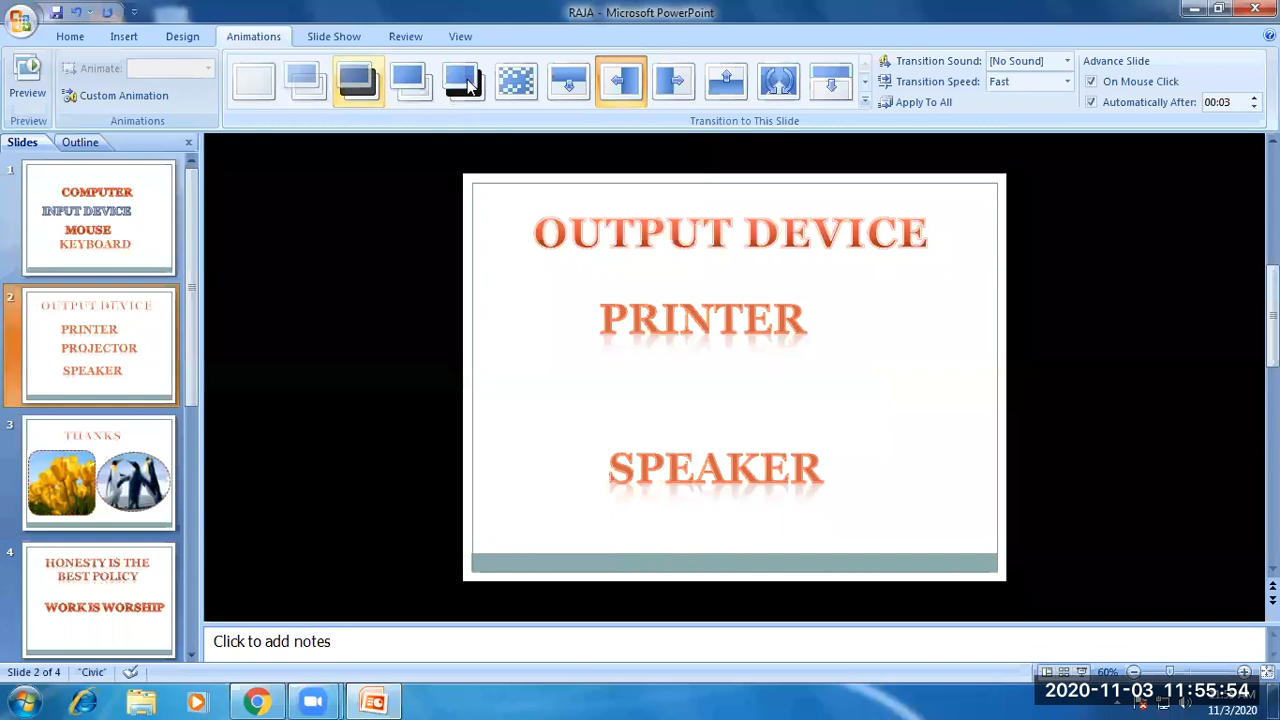 RAJA - Microsoft PowerPoint
Home Insert Design Animations Slide Show Review View
Preview
Preview
Animate:
Custom Animation
Animations
Transition to This Slide
Transition Sound: [No Sound]
Transition Speed: Fast
Apply To All
Advance Slide
On Mouse Click
Automatically After: 00:03
Slides Outline
1
COMPUTER
INPUT DEVICE
MOUSE
KEYBOARD
2
OUTPUT DEVICE
PRINTER
PROJECTOR
SPEAKER
3
THANKS
4
HONESTY IS THE
BEST POLICY
WORK IS WORSHIP
OUTPUT DEVICE
PRINTER
SPEAKER
Click to add notes
Slide 2 of 4 "Civic" 60%
2020-11-03 11:55:54
11/3/2020